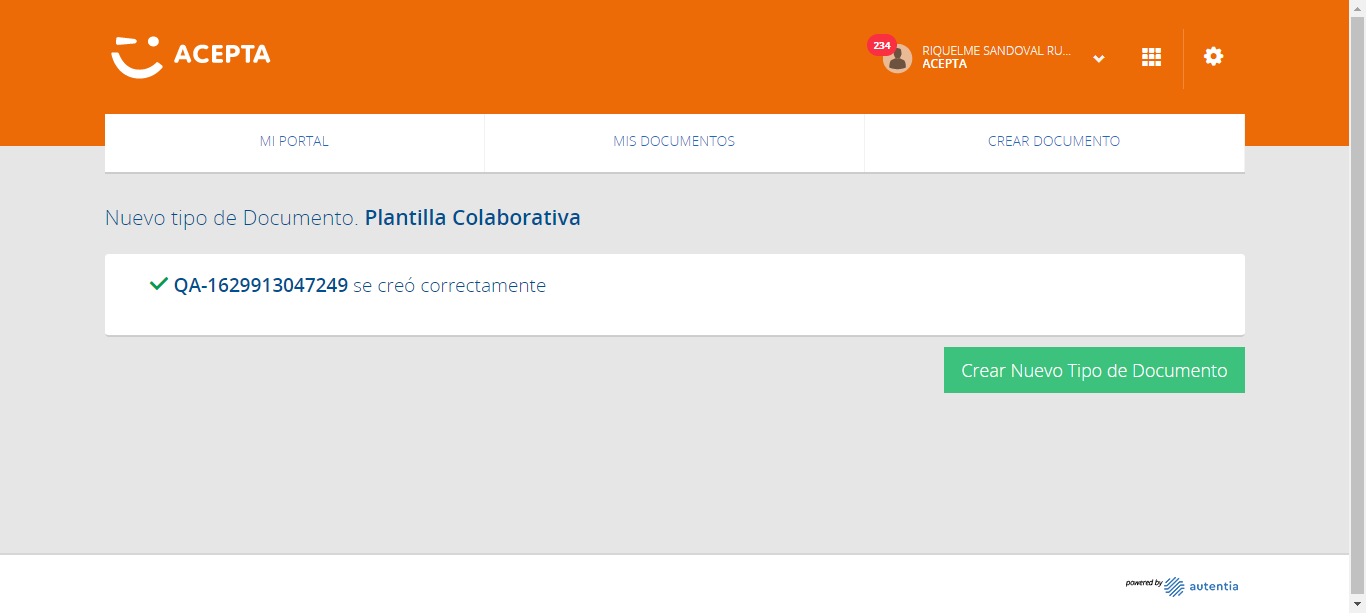 ACEPTA
234
RIQUELME SANDOVAL RU...
ACEPTA
MI PORTAL
MIS DOCUMENTOS
CREAR DOCUMENTO
Nuevo tipo de Documento. Plantilla Colaborativa
QA-1629913047249 se creó correctamente
Crear Nuevo Tipo de Documento
powered by autentia